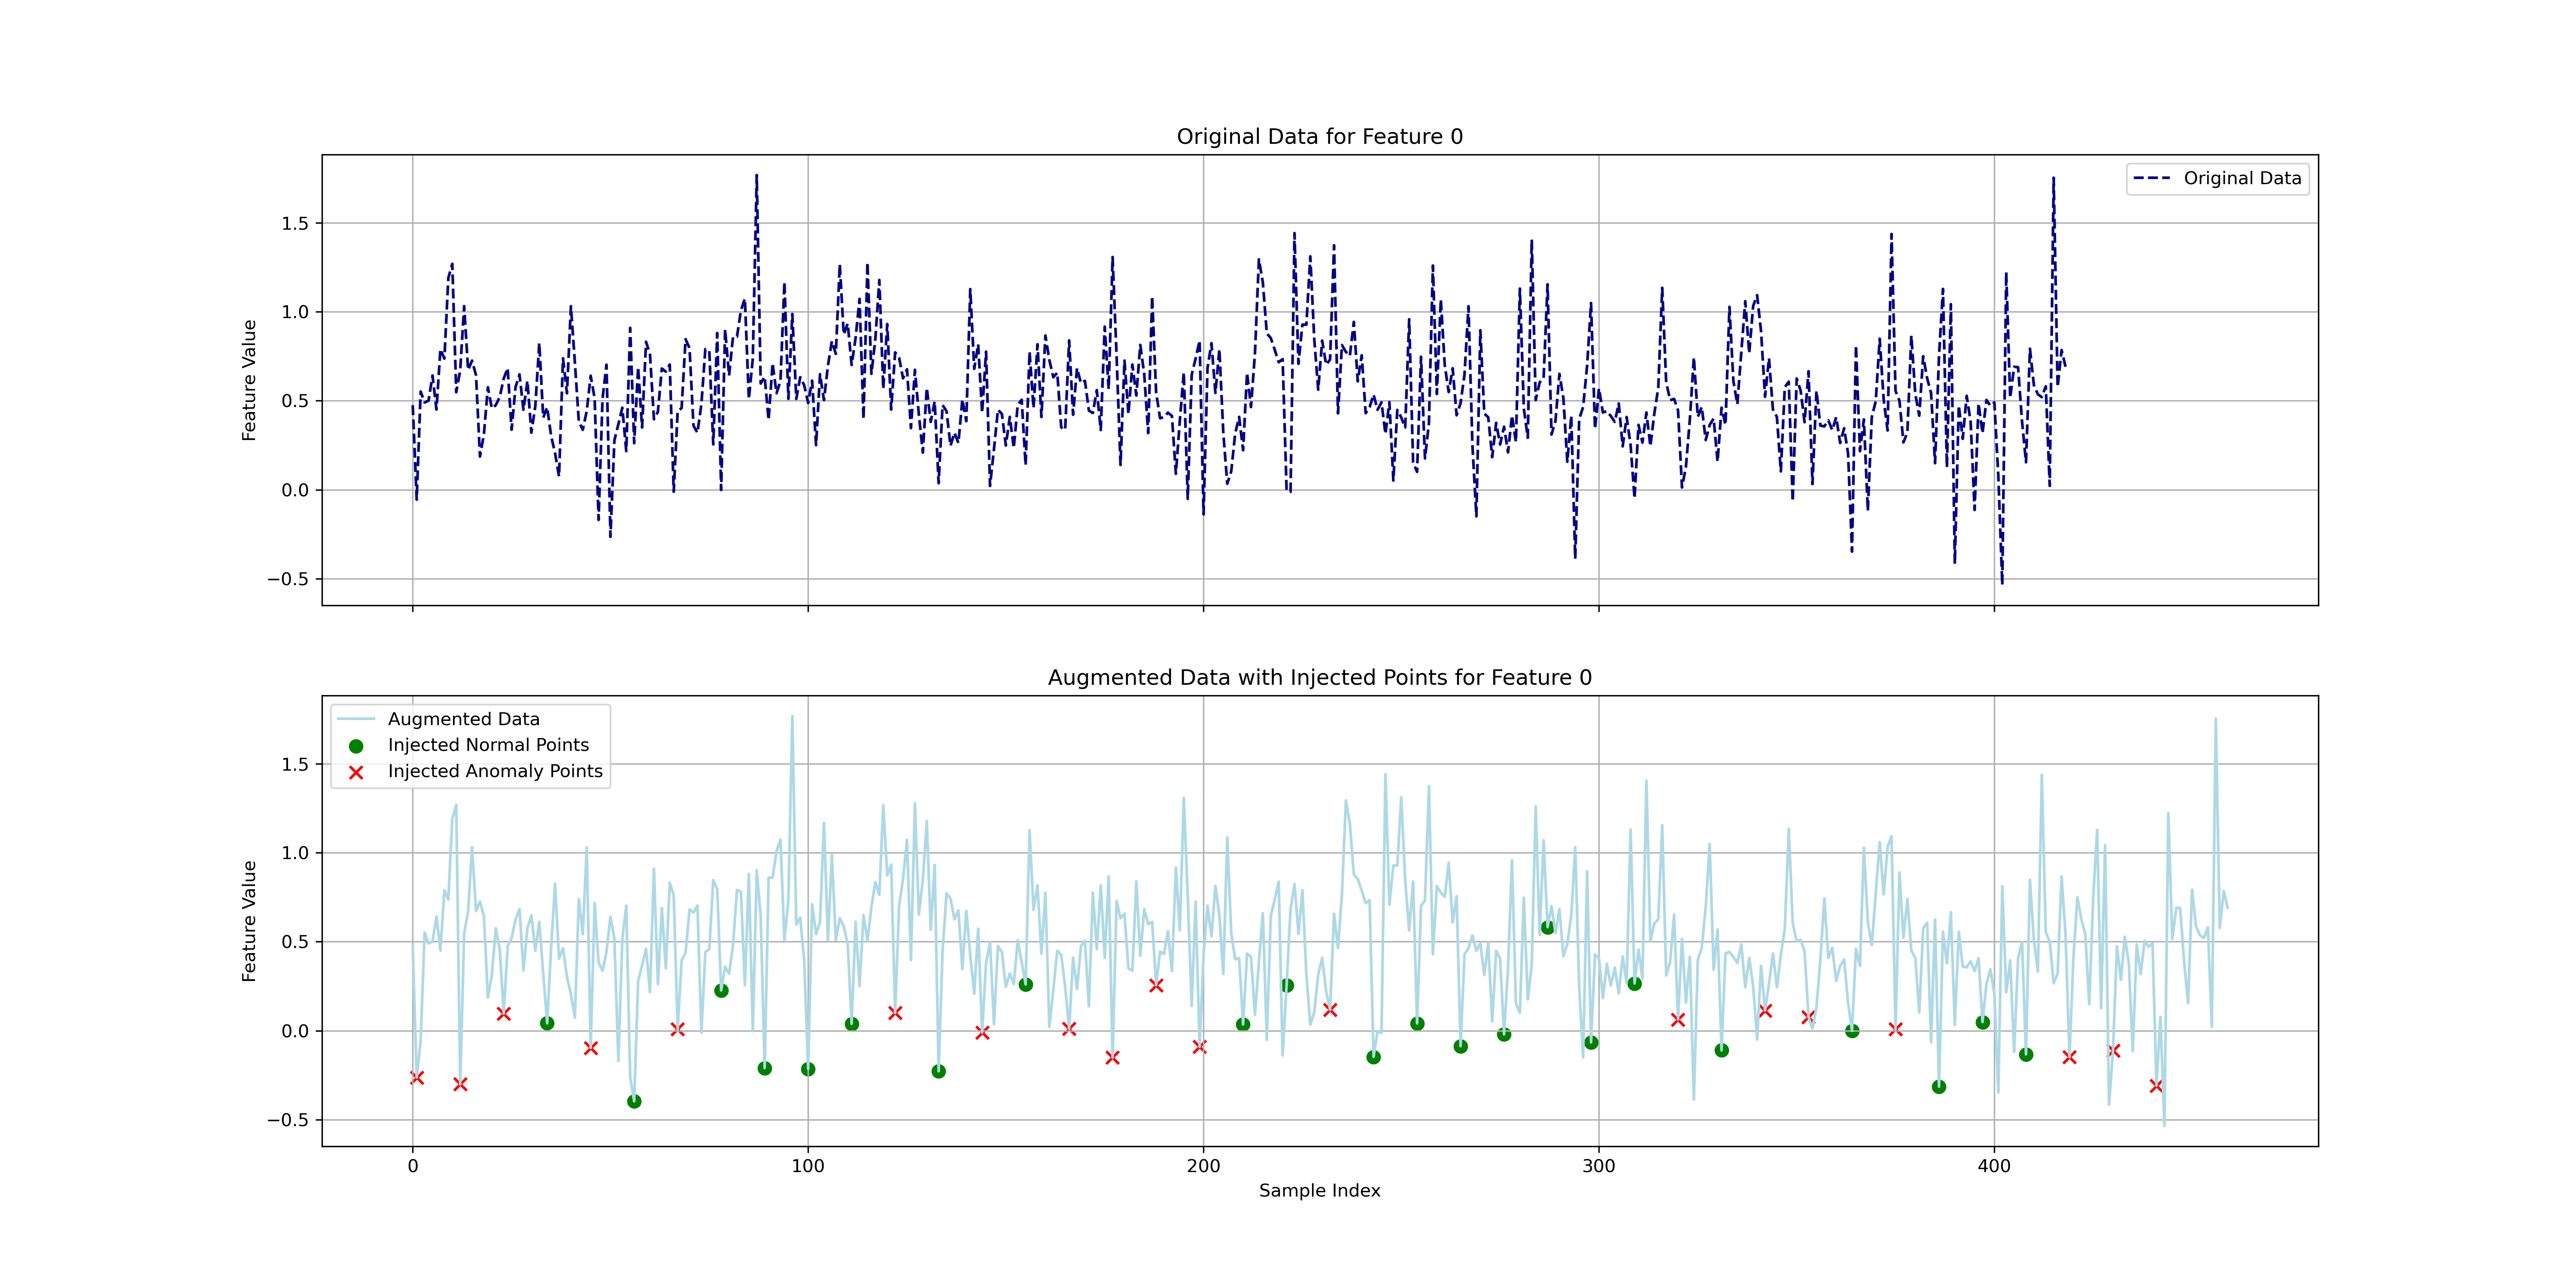 Original Data for Feature 0
Original Data
1.5
1.0
0.5
0.0
−0.5
Feature Value
Augmented Data with Injected Points for Feature 0
Augmented Data
Injected Normal Points
Injected Anomaly Points
1.5
1.0
0.5
0.0
−0.5
Feature Value
0 100 200 300 400
Sample Index